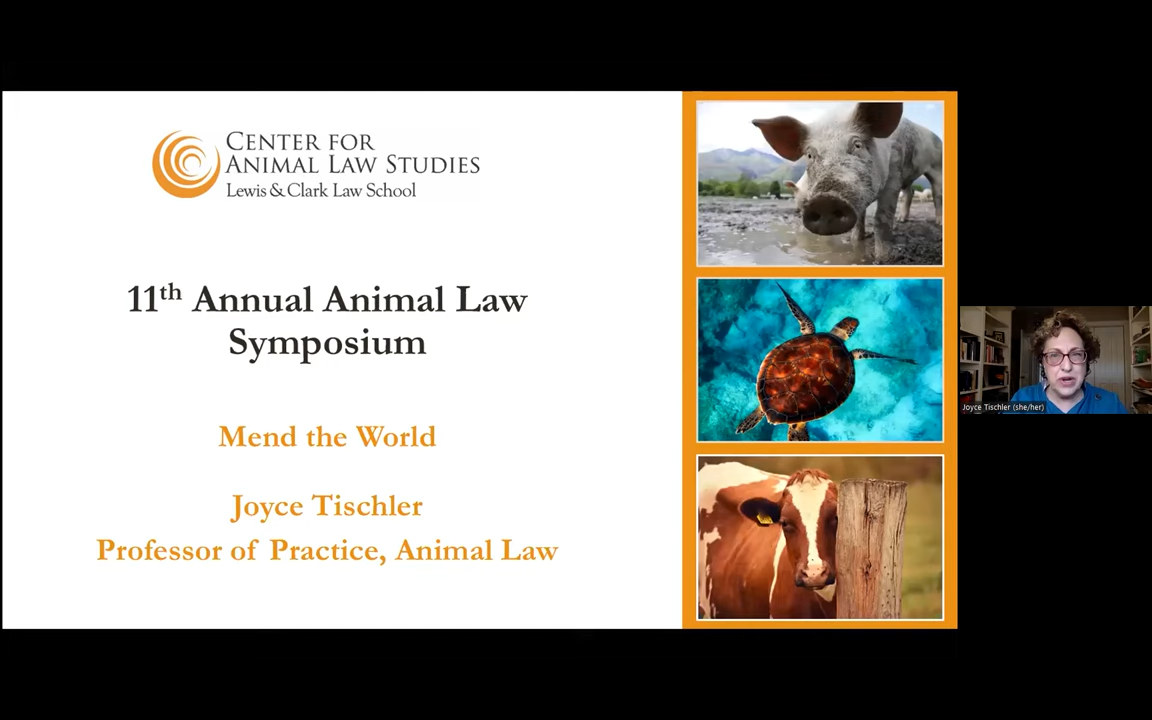 CENTER FOR
ANIMAL LAW STUDIES
Lewis & Clark Law School
11th Annual Animal Law
Symposium
Mend the World
Joyce Tischler
Professor of Practice, Animal Law
Joyce Tischler (she/her)